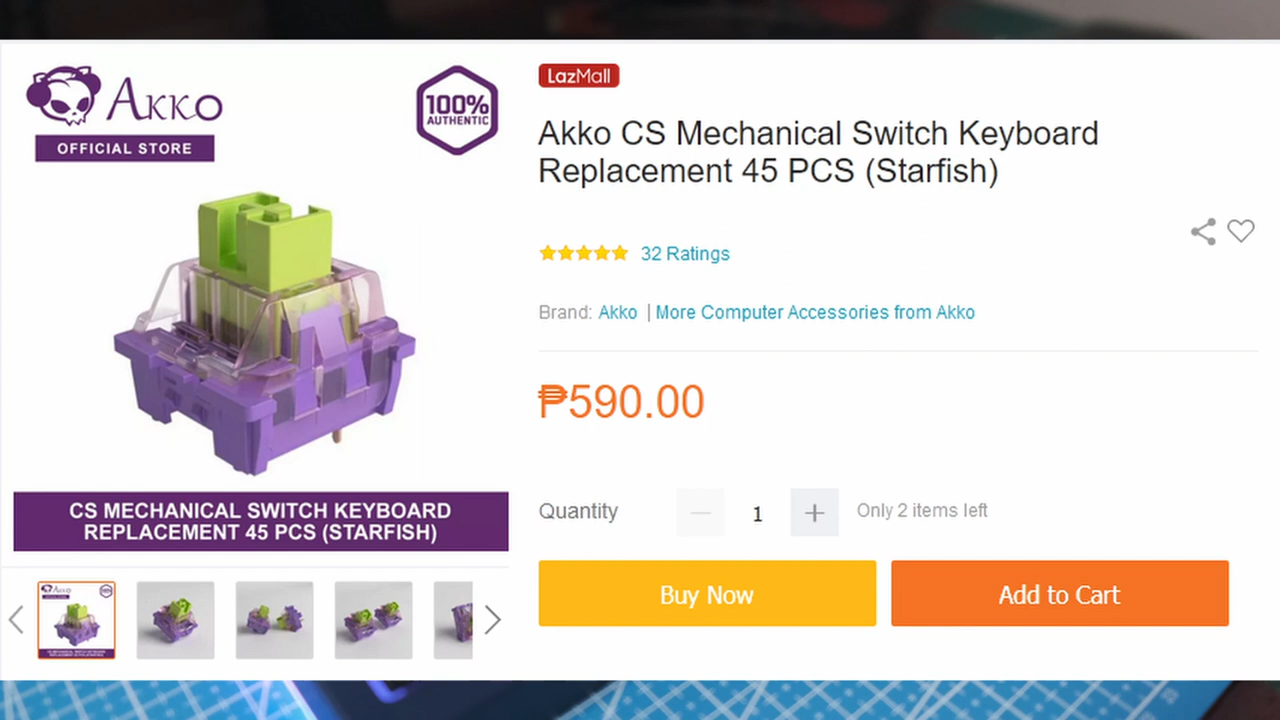 Akko
OFFICIAL STORE
100%
AUTHENTIC
CS MECHANICAL SWITCH KEYBOARD
REPLACEMENT 45 PCS (STARFISH)
LazMall
Akko CS Mechanical Switch Keyboard
Replacement 45 PCS (Starfish)
32 Ratings
Brand: Akko | More Computer Accessories from Akko
₱590.00
Quantity
1
Only 2 items left
Buy Now
Add to Cart